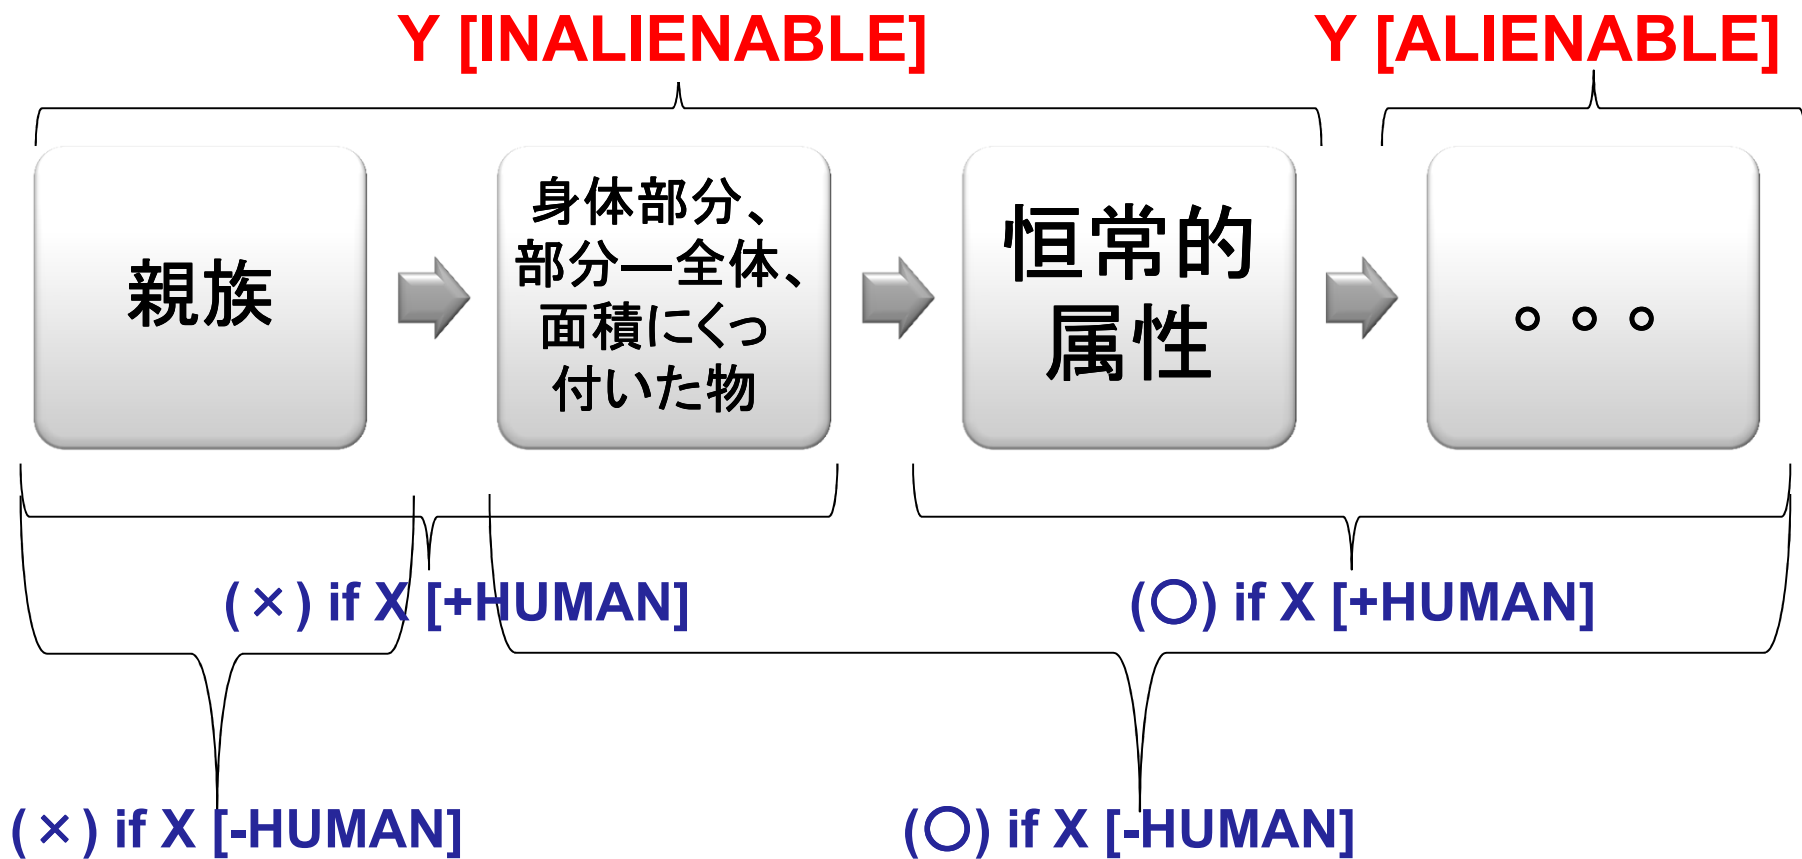 Y [INALIENABLE]
Y [ALIENABLE]
親族
身体部分、
部分―全体、
面積にくっ
付いた物
恒常的
属性
。。。
(×) if X [+HUMAN]
(○) if X [+HUMAN]
(×) if X [-HUMAN]
(○) if X [-HUMAN]